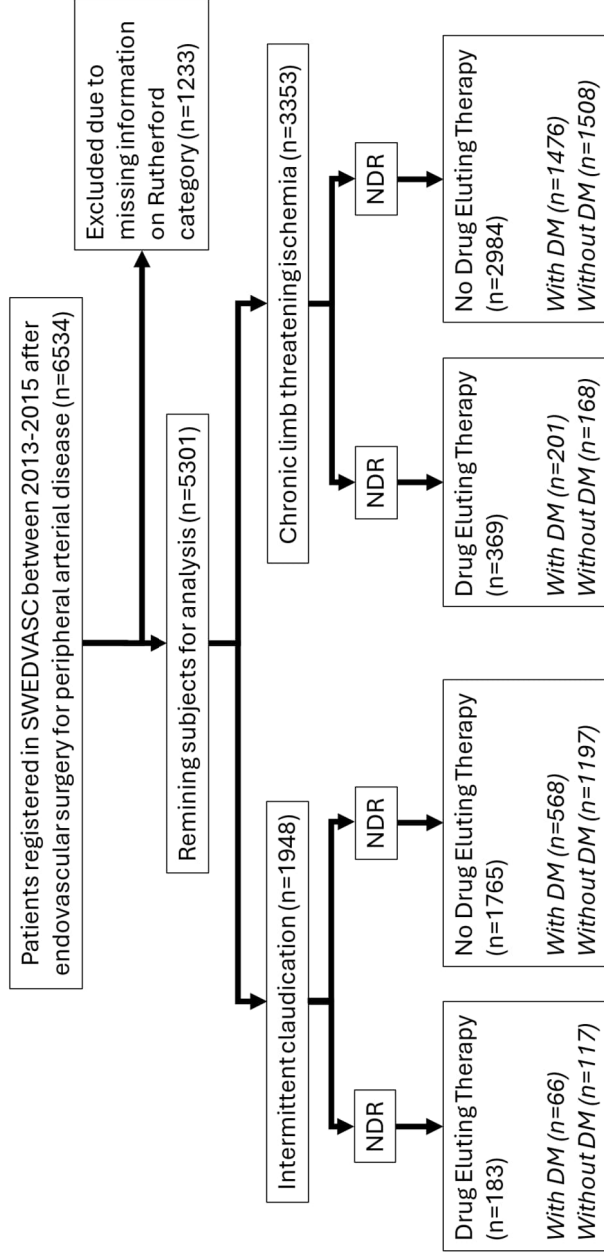 Patients registered in SWEDVASC between 2013-2015 after
endovascular surgery for peripheral arterial disease (n=6534)
Excluded due to
missing information
on Rutherford
category (n=1233)
Remining subjects for analysis (n=5301)
Intermittent claudication (n=1948)
Chronic limb threatening ischemia (n=3353)
NDR
NDR
NDR
NDR
Drug Eluting Therapy
(n=183)
With DM (n=66)
Without DM (n=117)
No Drug Eluting Therapy
(n=1765)
With DM (n=568)
Without DM (n=1197)
Drug Eluting Therapy
(n=369)
With DM (n=201)
Without DM (n=168)
No Drug Eluting Therapy
(n=2984)
With DM (n=1476)
Without DM (n=1508)